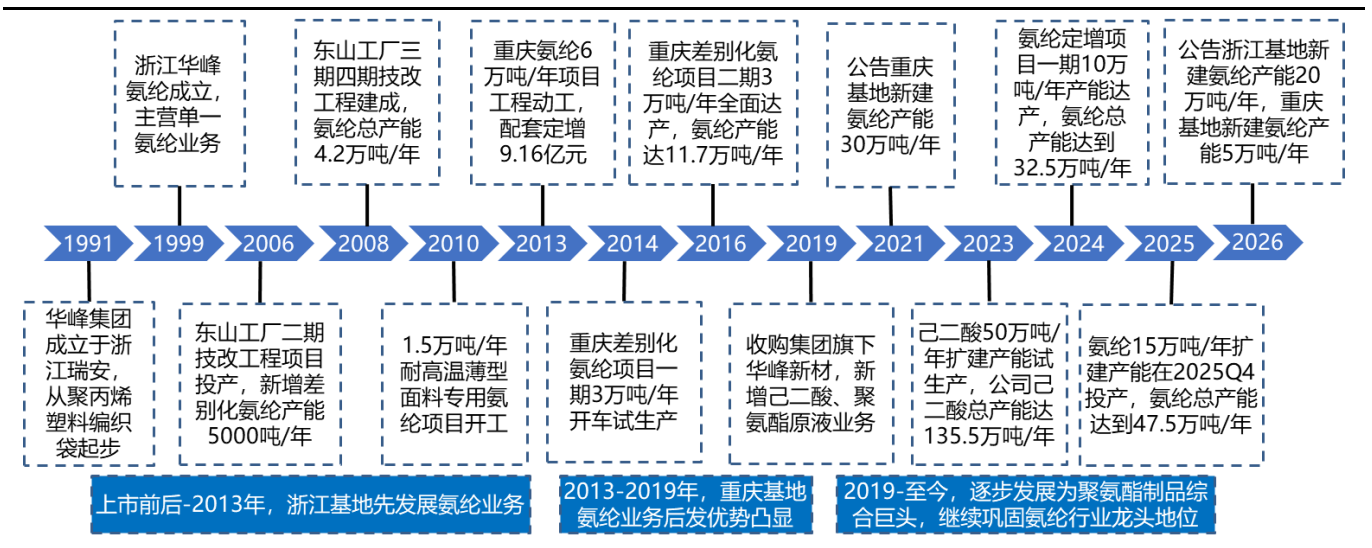 浙江华峰
氨纶成立，
主营单一
氨纶业务
东山工厂三
期四期技改
工程建成，
氨纶总产能
4.2万吨/年
重庆氨纶6
万吨/年项目
工程动工，
配套定增
9.16亿元
重庆差别化氨
纶项目二期3
万吨/年全面达
产，氨纶产能
达11.7万吨/年
公告重庆
基地新建
氨纶产能
30万吨/年
氨纶定增项
目一期10万
吨/年产能达
产，氨纶总
产能达到
32.5万吨/年
公告浙江基地新
建氨纶产能20
万吨/年，重庆
基地新建氨纶产
能5万吨/年
1991
1999
2006
2008
2010
2013
2014
2016
2019
2021
2023
2024
2025
2026
华峰集团
成立于浙
江瑞安，
从聚丙烯
塑料编织
袋起步
东山工厂二期
技改工程项目
投产，新增差
别化氨纶产能
5000吨/年
1.5万吨/年
耐高温薄型
面料专用氨
纶项目开工
重庆差别化
氨纶项目一
期3万吨/年
开车试生产
收购集团旗下
华峰新材，新
增己二酸、聚
氨酯原液业务
己二酸50万吨/
年扩建产能试
生产，公司己
二酸总产能达
135.5万吨/年
氨纶15万吨/年扩
建产能在2025Q4
投产，氨纶总产能
达到47.5万吨/年
上市前后-2013年，浙江基地先发展氨纶业务
2013-2019年，重庆基地
氨纶业务后发优势凸显
2019-至今，逐步发展为聚氨酯制品综
合巨头，继续巩固氨纶行业龙头地位